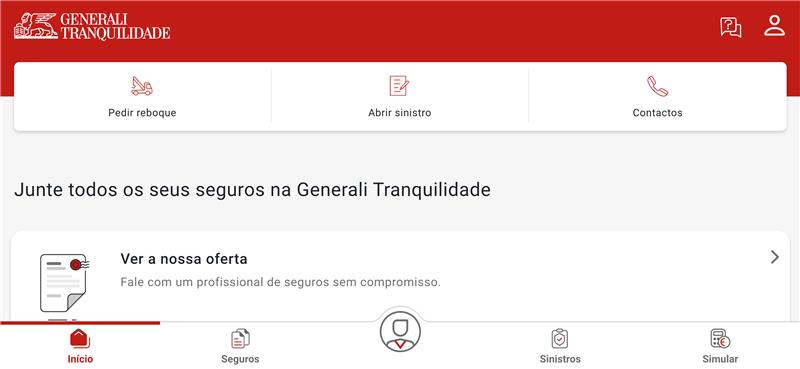 GENERALI
TRANQUILIDADE
Pedir reboque
Abrir sinistro
Contactos
Junte todos os seus seguros na Generali Tranquilidade
Ver a nossa oferta
Fale com um profissional de seguros sem compromisso.
Início
Seguros
Sinistros
Simular